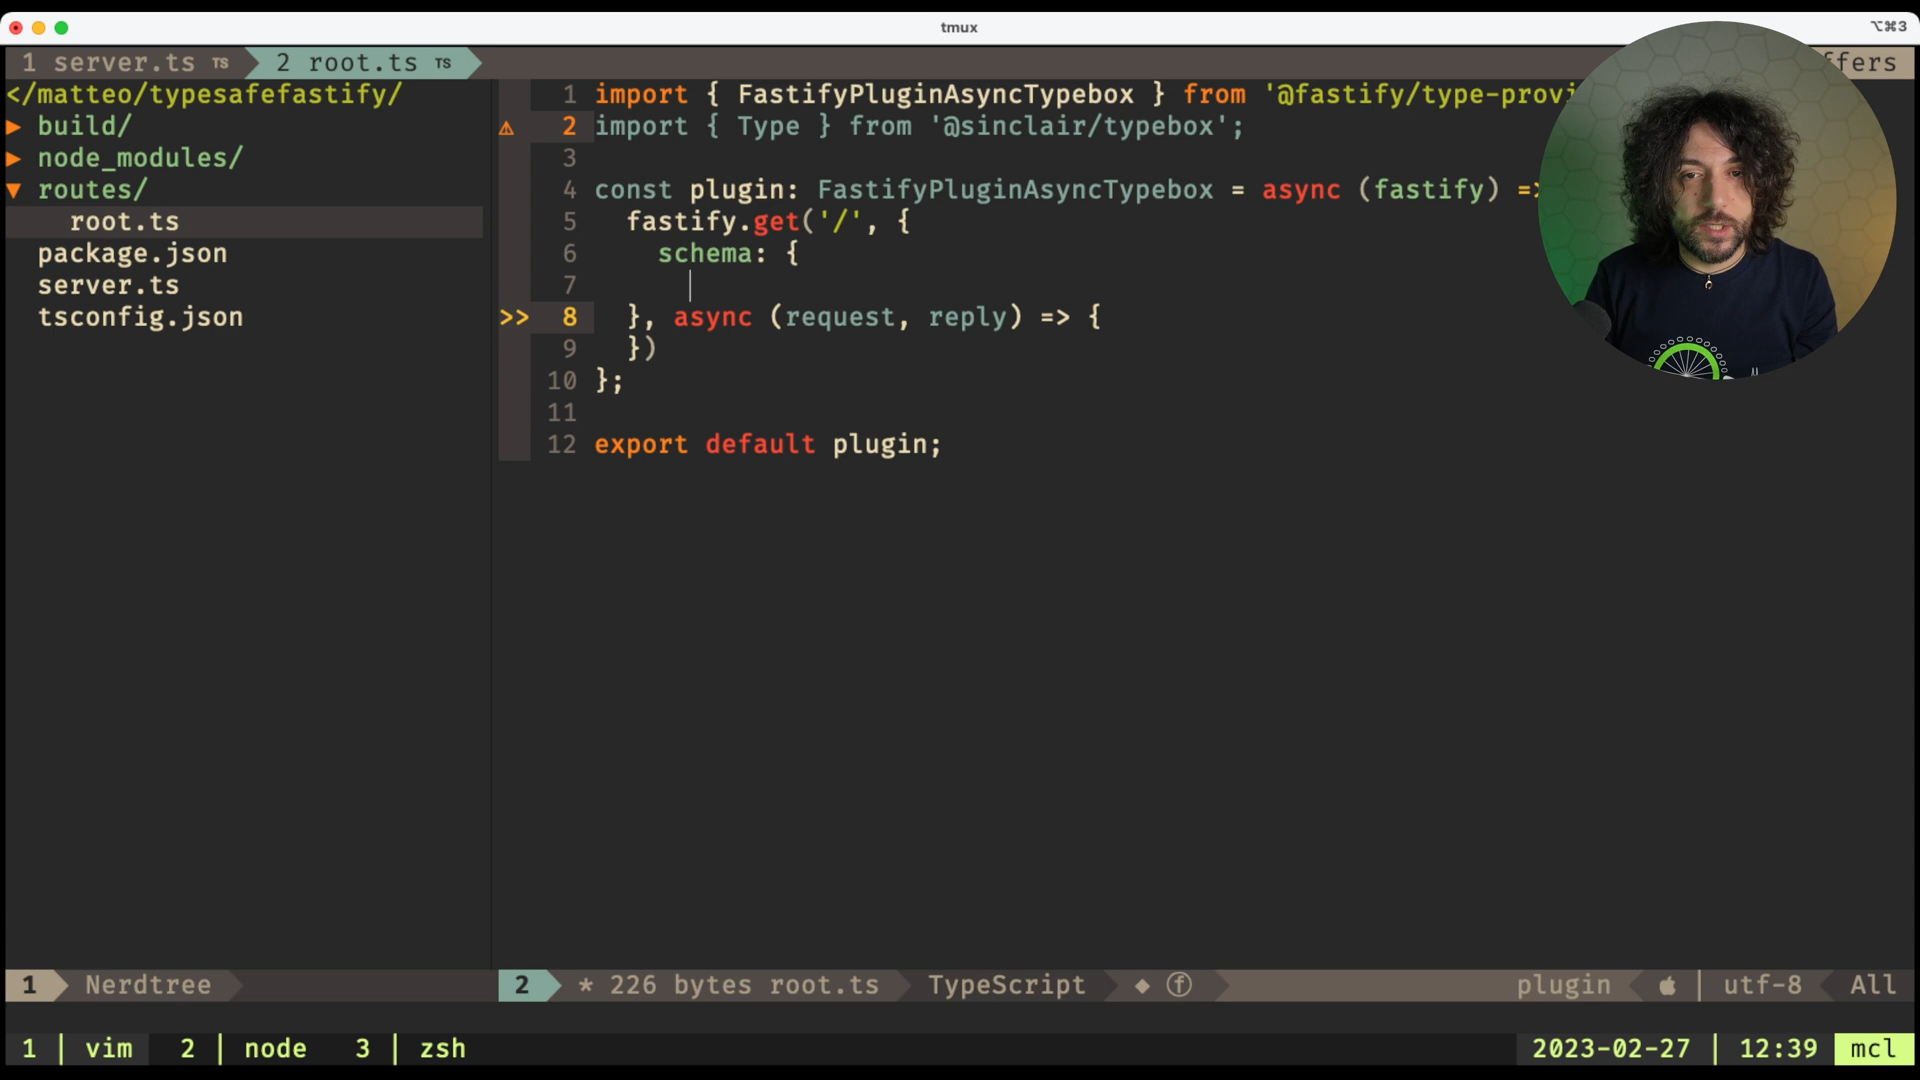 tmux
⌥⌘3
1 server.ts TS 2 root.ts TS ffers
</matteo/typesafefastify/
▶ build/
▶ node_modules/
▼ routes/
root.ts
package.json
server.ts
tsconfig.json
1 import { FastifyPluginAsyncTypebox } from '@fastify/type-provi
2 import { Type } from '@sinclair/typebox';
3
4 const plugin: FastifyPluginAsyncTypebox = async (fastify) =>
5 fastify.get('/', {
6 schema: {
7
>> 8 }, async (request, reply) => {
9 })
10 };
11
12 export default plugin;
1 Nerdtree
2 * 226 bytes root.ts TypeScript ◆ ⓕ plugin | utf-8 All
1 | vim 2 | node 3 | zsh 2023-02-27 | 12:39 mcl